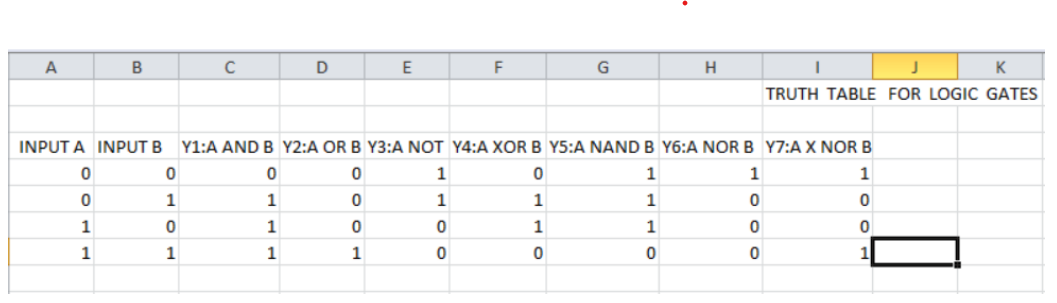 A B C D E F G H I J K
TRUTH TABLE FOR LOGIC GATES
INPUT A INPUT B Y1:A AND B Y2:A OR B Y3:A NOT Y4:A XOR B Y5:A NAND B Y6:A NOR B Y7:A X NOR B
0 0 0 0 1 0 1 1 1
0 1 1 0 1 1 1 0 0
1 0 1 0 0 1 1 0 0
1 1 1 1 0 0 0 0 1